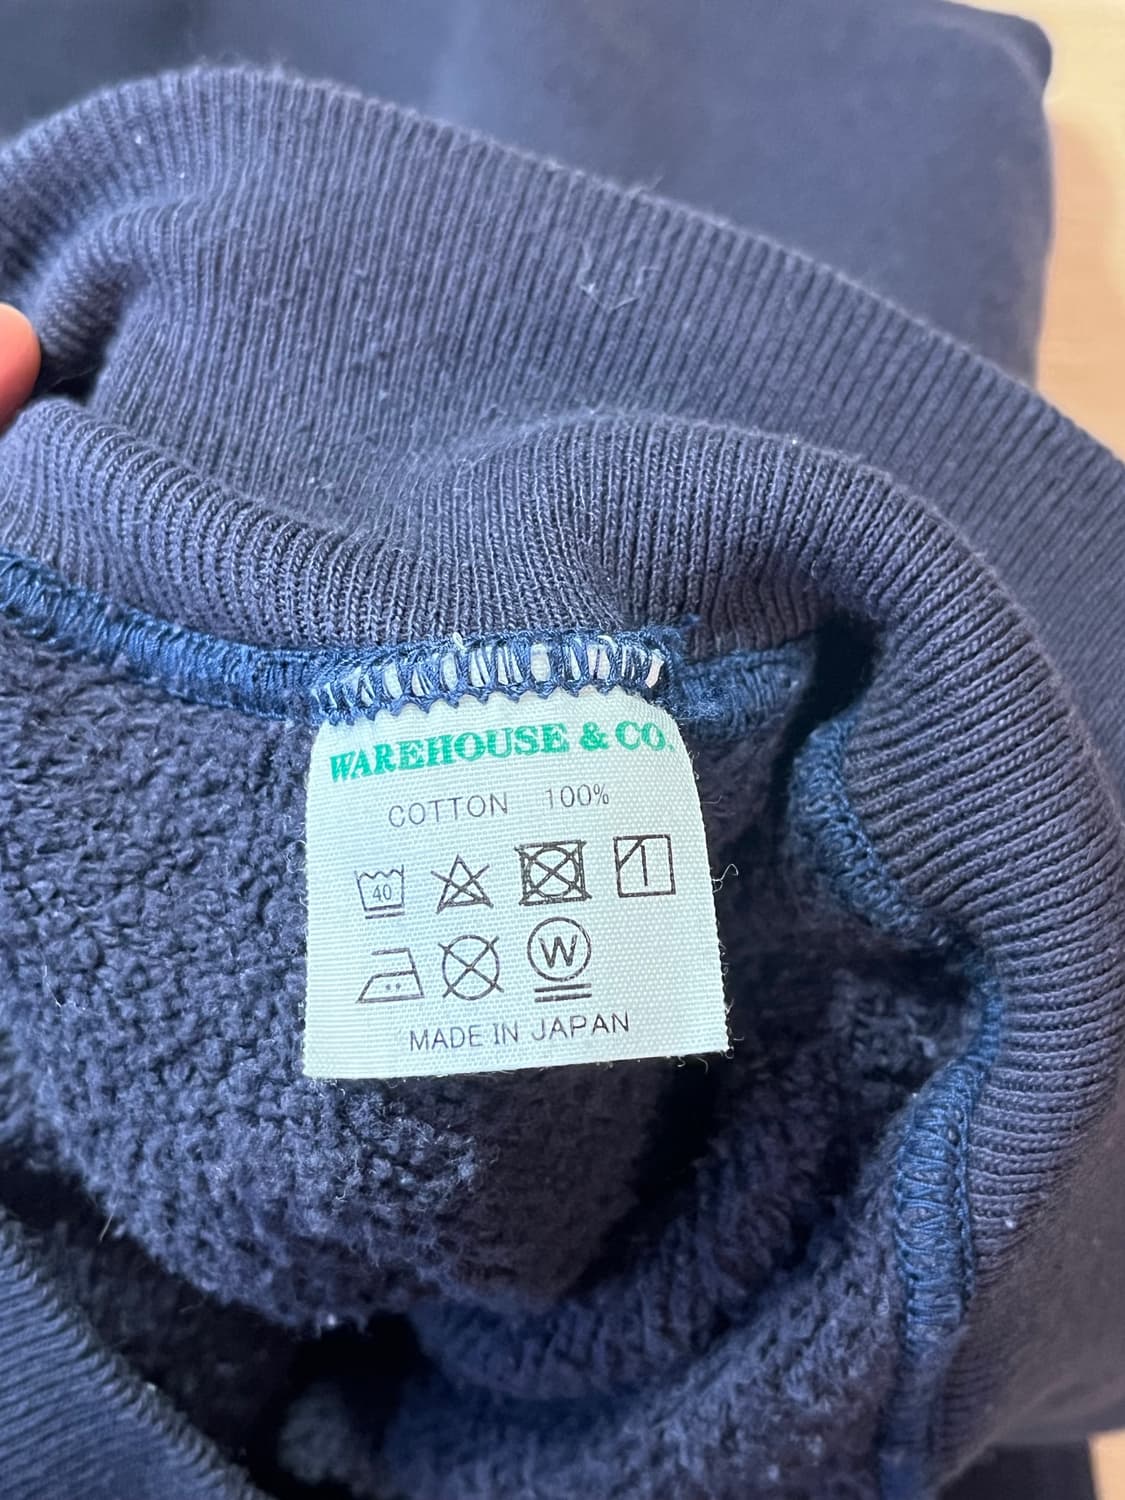 WAREHOUSE & CO.
COTTON 100%
40
W
MADE IN JAPAN